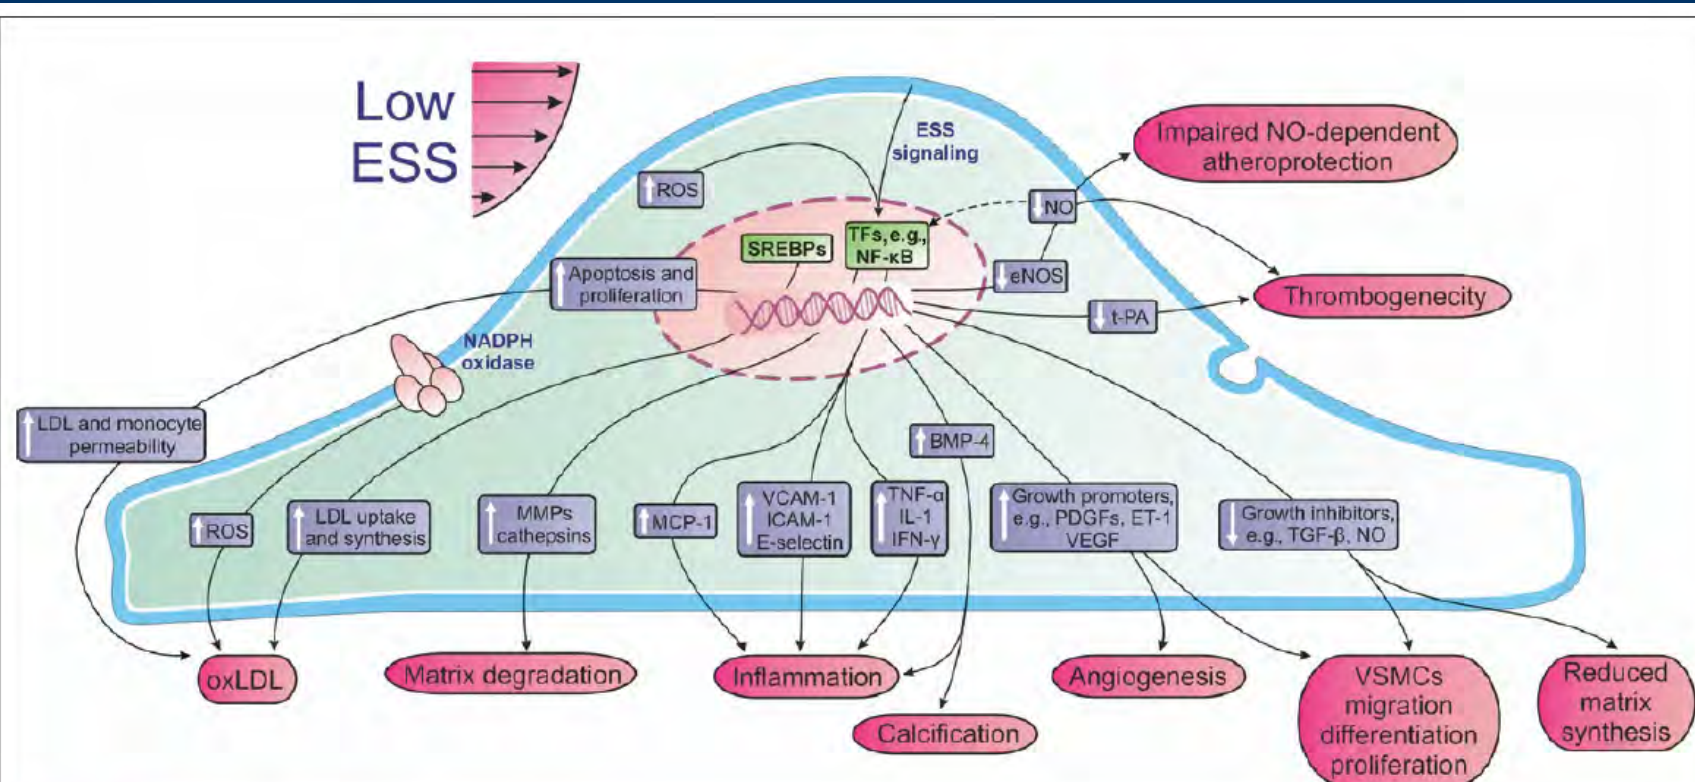 Low
ESS
ESS
signaling
Impaired NO-dependent
atheroprotection
ROS
NO
SREBPs
TFs, e.g.,
NF-κB
Apoptosis and
proliferation
eNOS
Thrombogenecity
t-PA
NADPH
oxidase
LDL and monocyte
permeability
BMP-4
ROS
LDL uptake
and synthesis
MMPs
cathepsins
MCP-1
VCAM-1
ICAM-1
E-selectin
TNF-α
IL-1
IFN-γ
Growth promoters,
e.g., PDGFs, ET-1
VEGF
Growth inhibitors,
e.g., TGF-β, NO
oxLDL
Matrix degradation
Inflammation
Calcification
Angiogenesis
VSMCs
migration
differentiation
proliferation
Reduced
matrix
synthesis